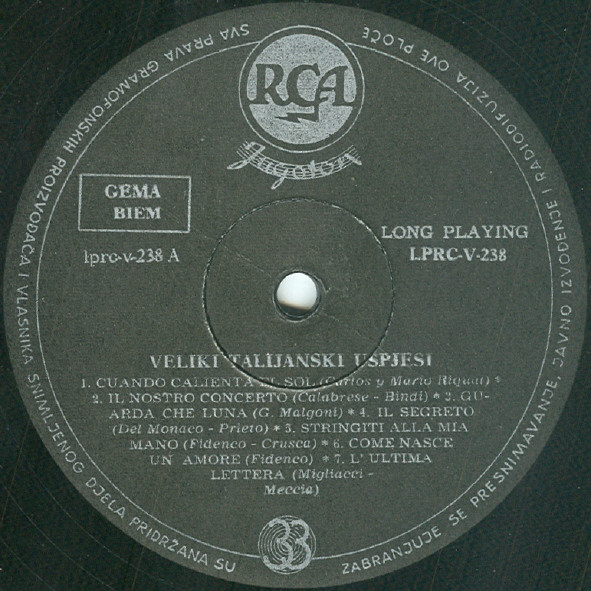 SVA PRAVA GRAMOFONSKIH PROIZVOĐAČA I VLASNIKA SNIMLJENOG DJELA PRIDRŽANA SU
ZABRANJUJE SE PRESNIMAVANJE, JAVNO IZVOĐENJE I RADIODIFUZIJA OVE PLOČE
RCA
Jugoton
GEMA
BIEM
lprc-v-238 A
LONG PLAYING
LPRC-V-238
VELIKI TALIJANSKI USPJESI
1. CUANDO CALIENTA EL SOL (Carlos y Mario Rigual) *
2. IL NOSTRO CONCERTO (Calabrese - Bindi) * 3. GU-
ARDA CHE LUNA (G. Malgoni) * 4. IL SEGRETO
(Del Monaco - Prieto) * 5. STRINGITI ALLA MIA
MANO (Fidenco - Crusca) * 6. COME NASCE
UN AMORE (Fidenco) * 7. L' ULTIMA
LETTERA (Migliacci -
Meccia)
33